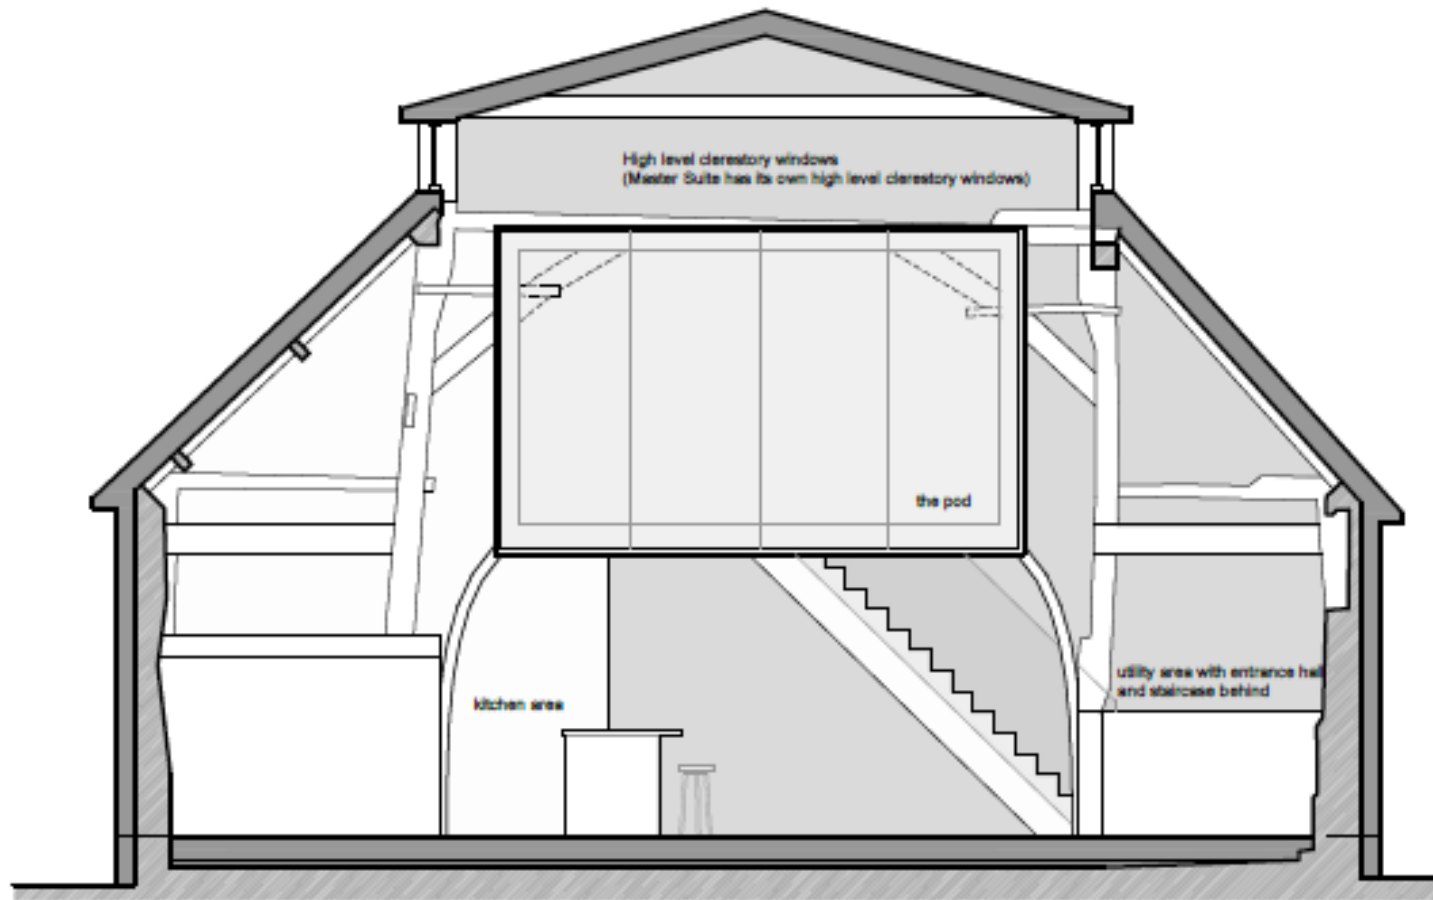 High level clerestory windows
(Master Suite has its own high level clerestory windows)
the pod
utility area with entrance hall
and staircase behind
kitchen area